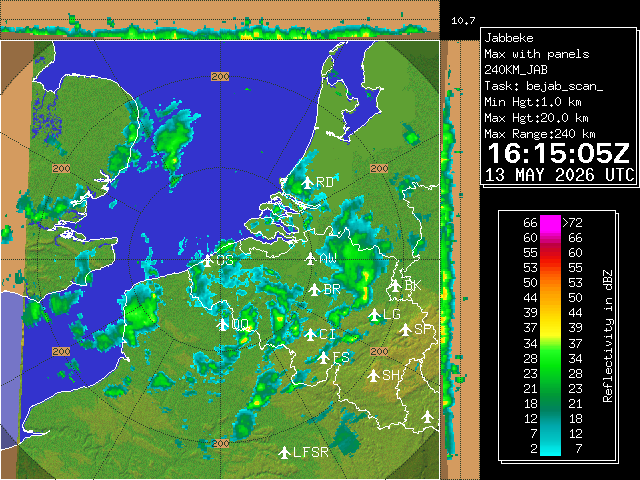 10.7
Jabbeke
Max with panels
240KM_JAB
Task: bejab_scan_
Min Hgt:1.0 km
Max Hgt:20.0 km
Max Range:240 km
16:15:05Z
13 MAY 2026 UTC
200
200
200
RD
OS
AW
BR
BK
LG
QO
CI
SP
FS
200
SH
200
LFSR
66 >72
60 66
55 60
53 55
50 53
44 50
39 44
37 39
34 37
28 34
23 28
21 23
18 21
12 18
7 12
2 7
Reflectivity in dBZ